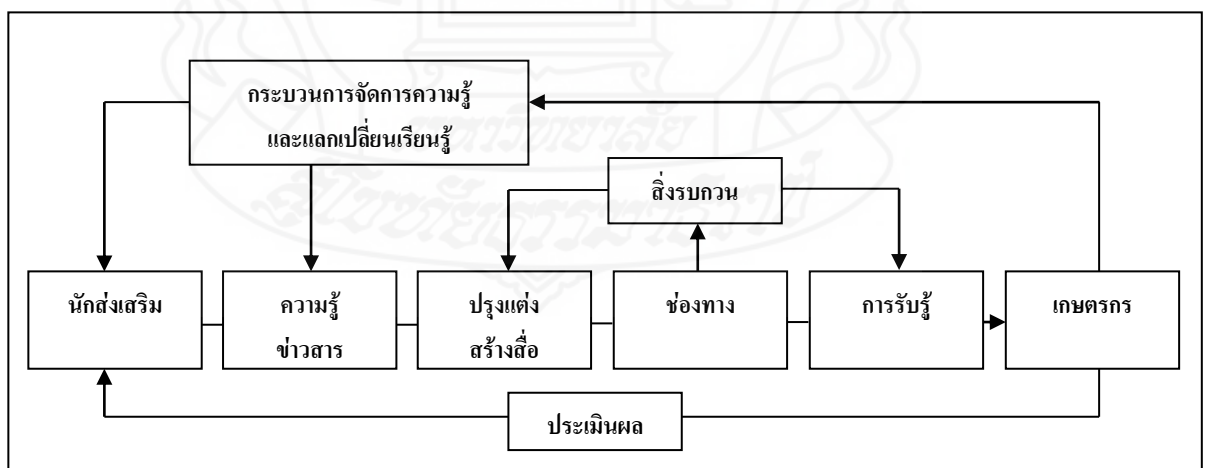 กระบวนการจัดการความรู้
และแลกเปลี่ยนเรียนรู้
สิ่งรบกวน
นักส่งเสริม
ความรู้
ข่าวสาร
ปรุงแต่ง
สร้างสื่อ
ช่องทาง
การรับรู้
เกษตรกร
ประเมินผล